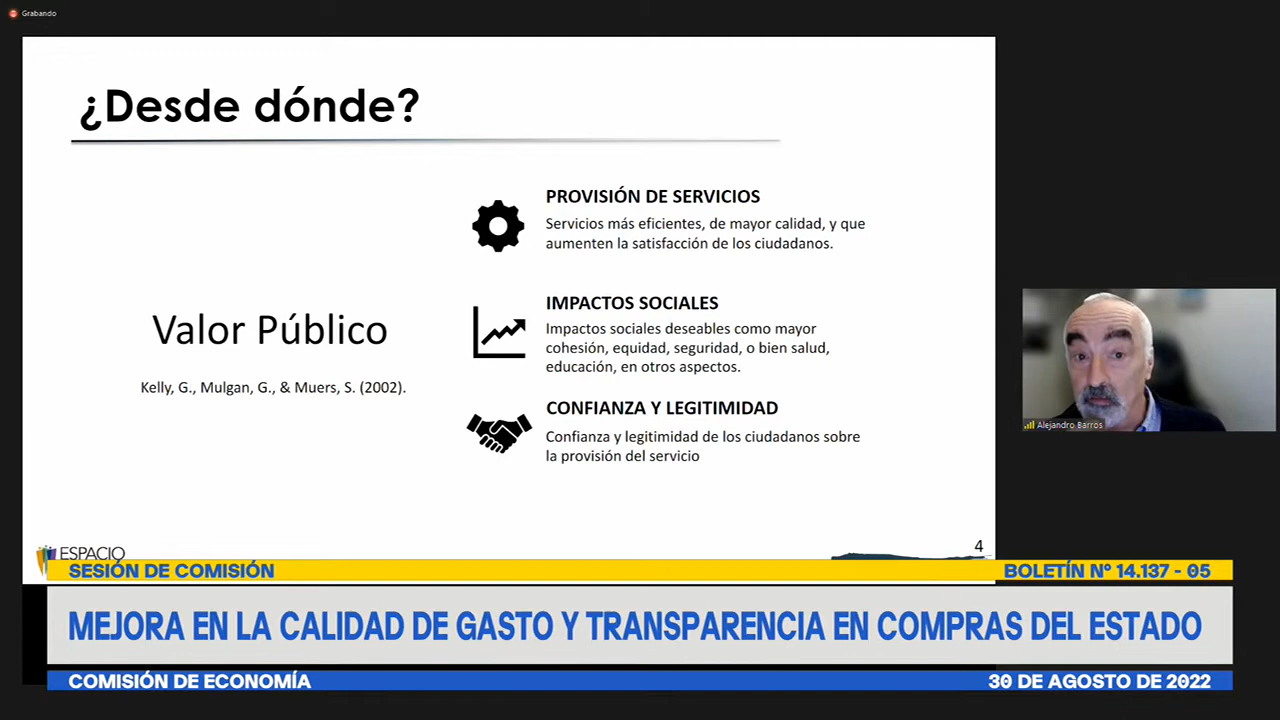 Grabando
¿Desde dónde?
Valor Público
Kelly, G., Mulgan, G., & Muers, S. (2002).
PROVISIÓN DE SERVICIOS
Servicios más eficientes, de mayor calidad, y que
aumenten la satisfacción de los ciudadanos.
IMPACTOS SOCIALES
Impactos sociales deseables como mayor
cohesión, equidad, seguridad, o bien salud,
educación, en otros aspectos.
CONFIANZA Y LEGITIMIDAD
Confianza y legitimidad de los ciudadanos sobre
la provisión del servicio
Alejandro Barros
ESPACIO
4
SESIÓN DE COMISIÓN
BOLETÍN N° 14.137 - 05
MEJORA EN LA CALIDAD DE GASTO Y TRANSPARENCIA EN COMPRAS DEL ESTADO
COMISIÓN DE ECONOMÍA
30 DE AGOSTO DE 2022